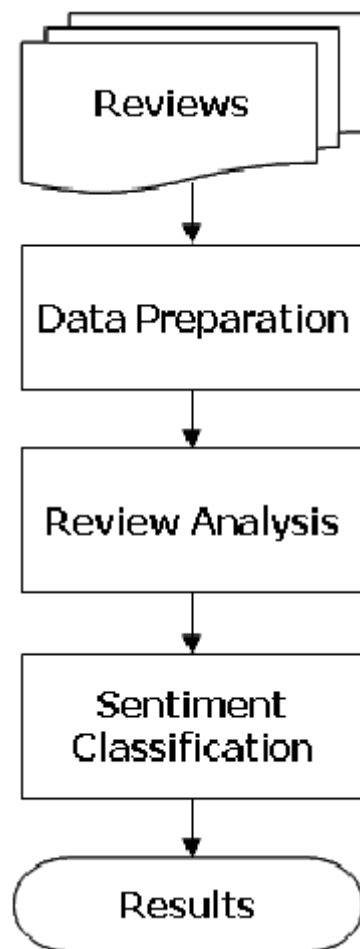 Reviews
Data Preparation
Review Analysis
Sentiment
Classification
Results